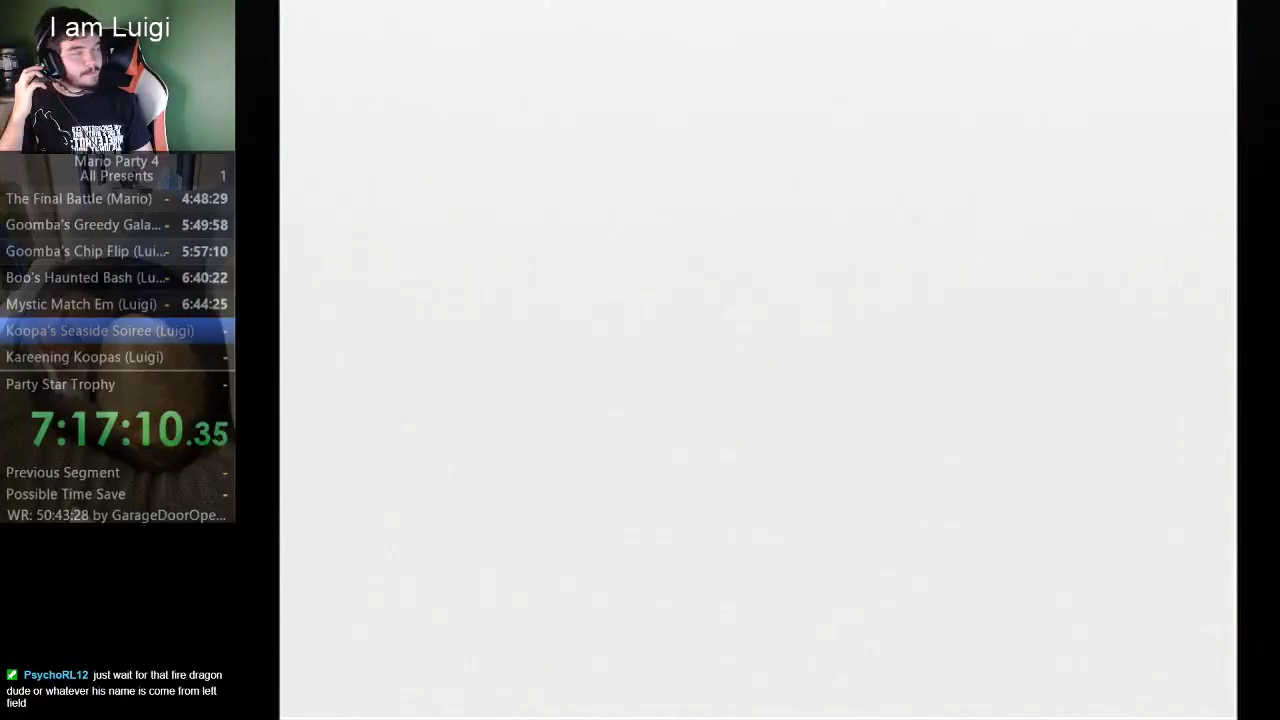 I am Luigi
Mario Party 4
All Presents 1
The Final Battle (Mario) - 4:48:29
Goomba's Greedy Gala... - 5:49:58
Goomba's Chip Flip (Lui... - 5:57:10
Boo's Haunted Bash (Lu... - 6:40:22
Mystic Match Em (Luigi) - 6:44:25
Koopa's Seaside Soiree (Luigi) -
Kareening Koopas (Luigi) -
Party Star Trophy -
7:17:10.35
Previous Segment -
Possible Time Save -
WR: 50:43:28 by GarageDoorOpe...
PsychoRL12 just wait for that fire dragon
dude or whatever his name is come from left
field